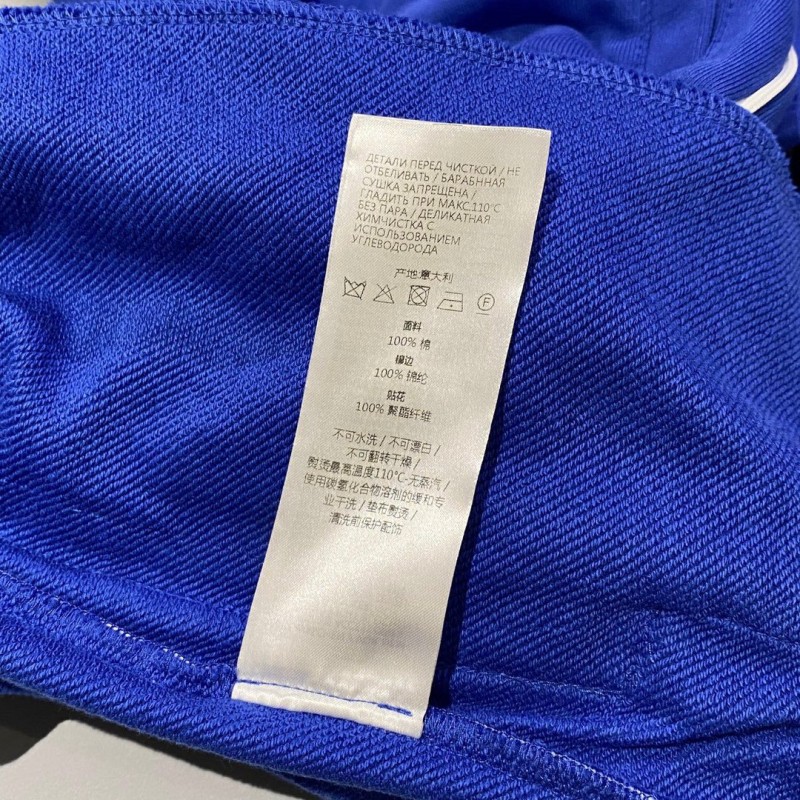 ДЕТАЛИ ПЕРЕД ЧИСТКОЙ / НЕ
ОТБЕЛИВАТЬ / БАРАБННАЯ
СУШКА ЗАПРЕЩЕНА /
ГЛАДИТЬ ПРИ МАКС.110°C
БЕЗ ПАРА / ДЕЛИКАТНАЯ
ХИМЧИСТКА С
ИСПОЛЬЗОВАНИЕМ
УГЛЕВОДОРОДА
产地:意大利
F
面料
100% 棉
镶边
100% 锦纶
贴花
100% 聚酯纤维
不可水洗 / 不可漂白 /
不可翻转干燥 /
熨烫最高温度110°C-无蒸汽 /
使用碳氢化合物溶剂的缓和专
业干洗 / 垫布熨烫 /
清洗前保护配饰